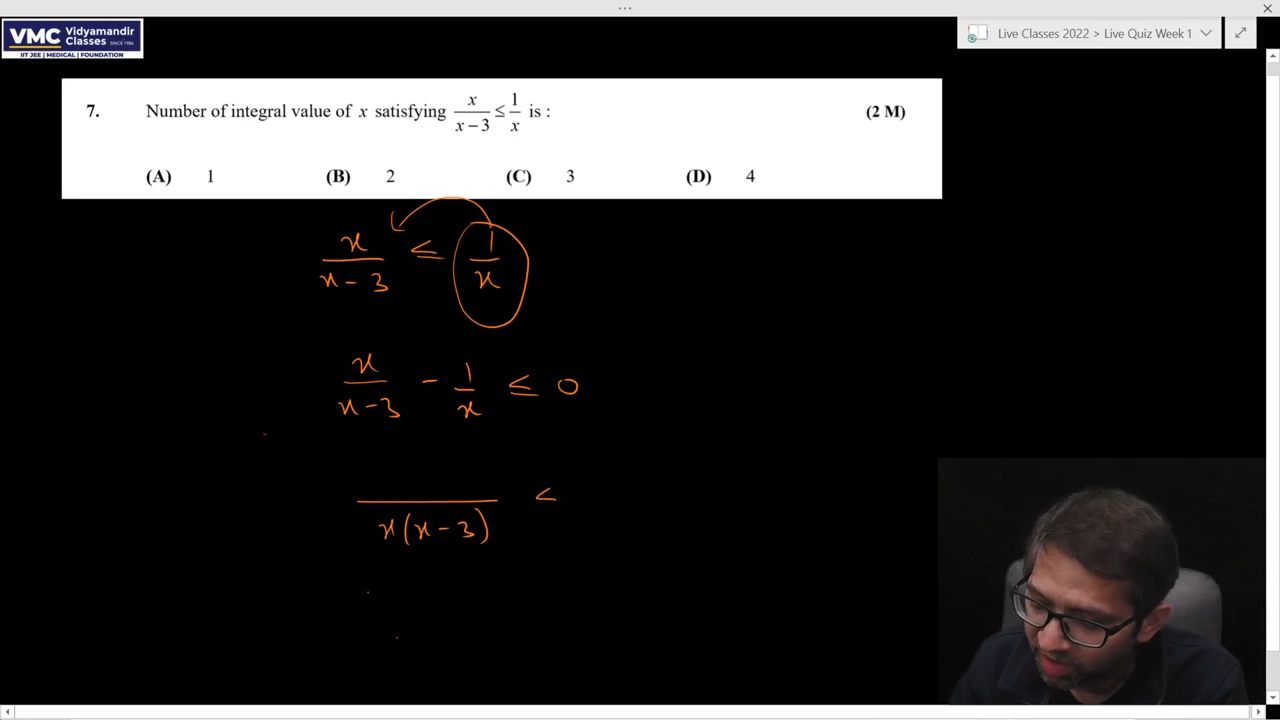 VMC Vidyamandir Classes SINCE 1986
IIT JEE | MEDICAL | FOUNDATION
Live Classes 2022 > Live Quiz Week 1
7. Number of integral value of x satisfying x/(x−3) ≤ 1/x is : (2 M)
(A) 1 (B) 2 (C) 3 (D) 4
x/(x−3) ≤ 1/x
x/(x−3) − 1/x ≤ 0
/x(x−3) <